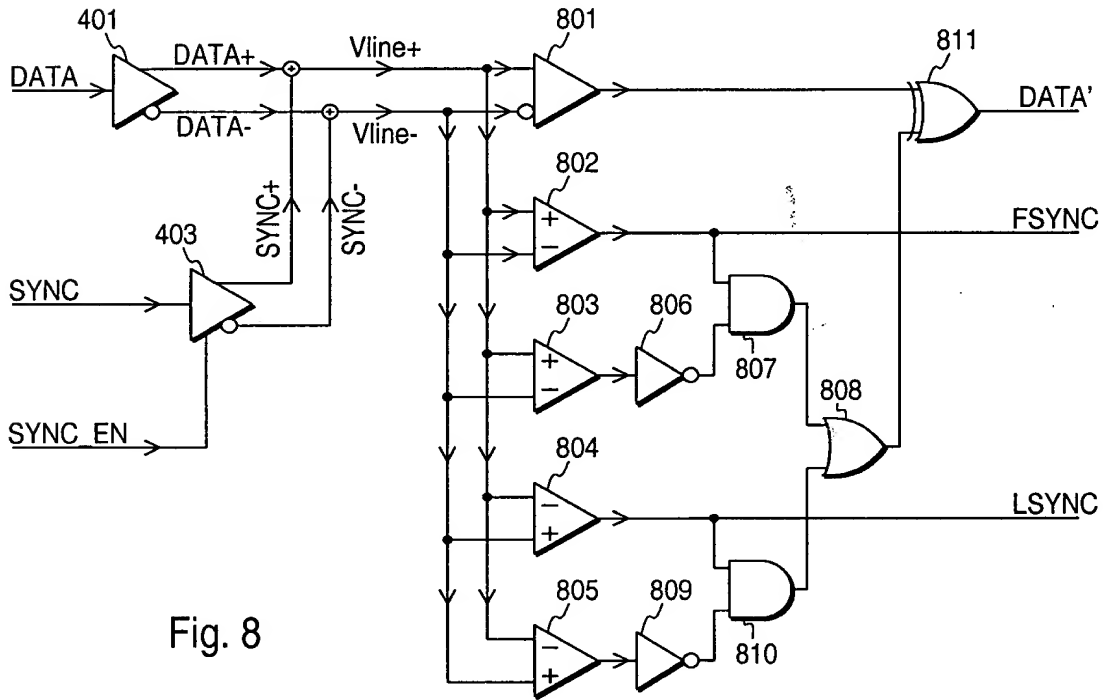 401
DATA
DATA+
DATA-
Vline+
Vline-
801
811
DATA'
SYNC+
SYNC-
802
FSYNC
403
SYNC
SYNC_EN
+
−
803
806
807
+
−
808
804
LSYNC
−
+
805
809
810
−
+
Fig. 8